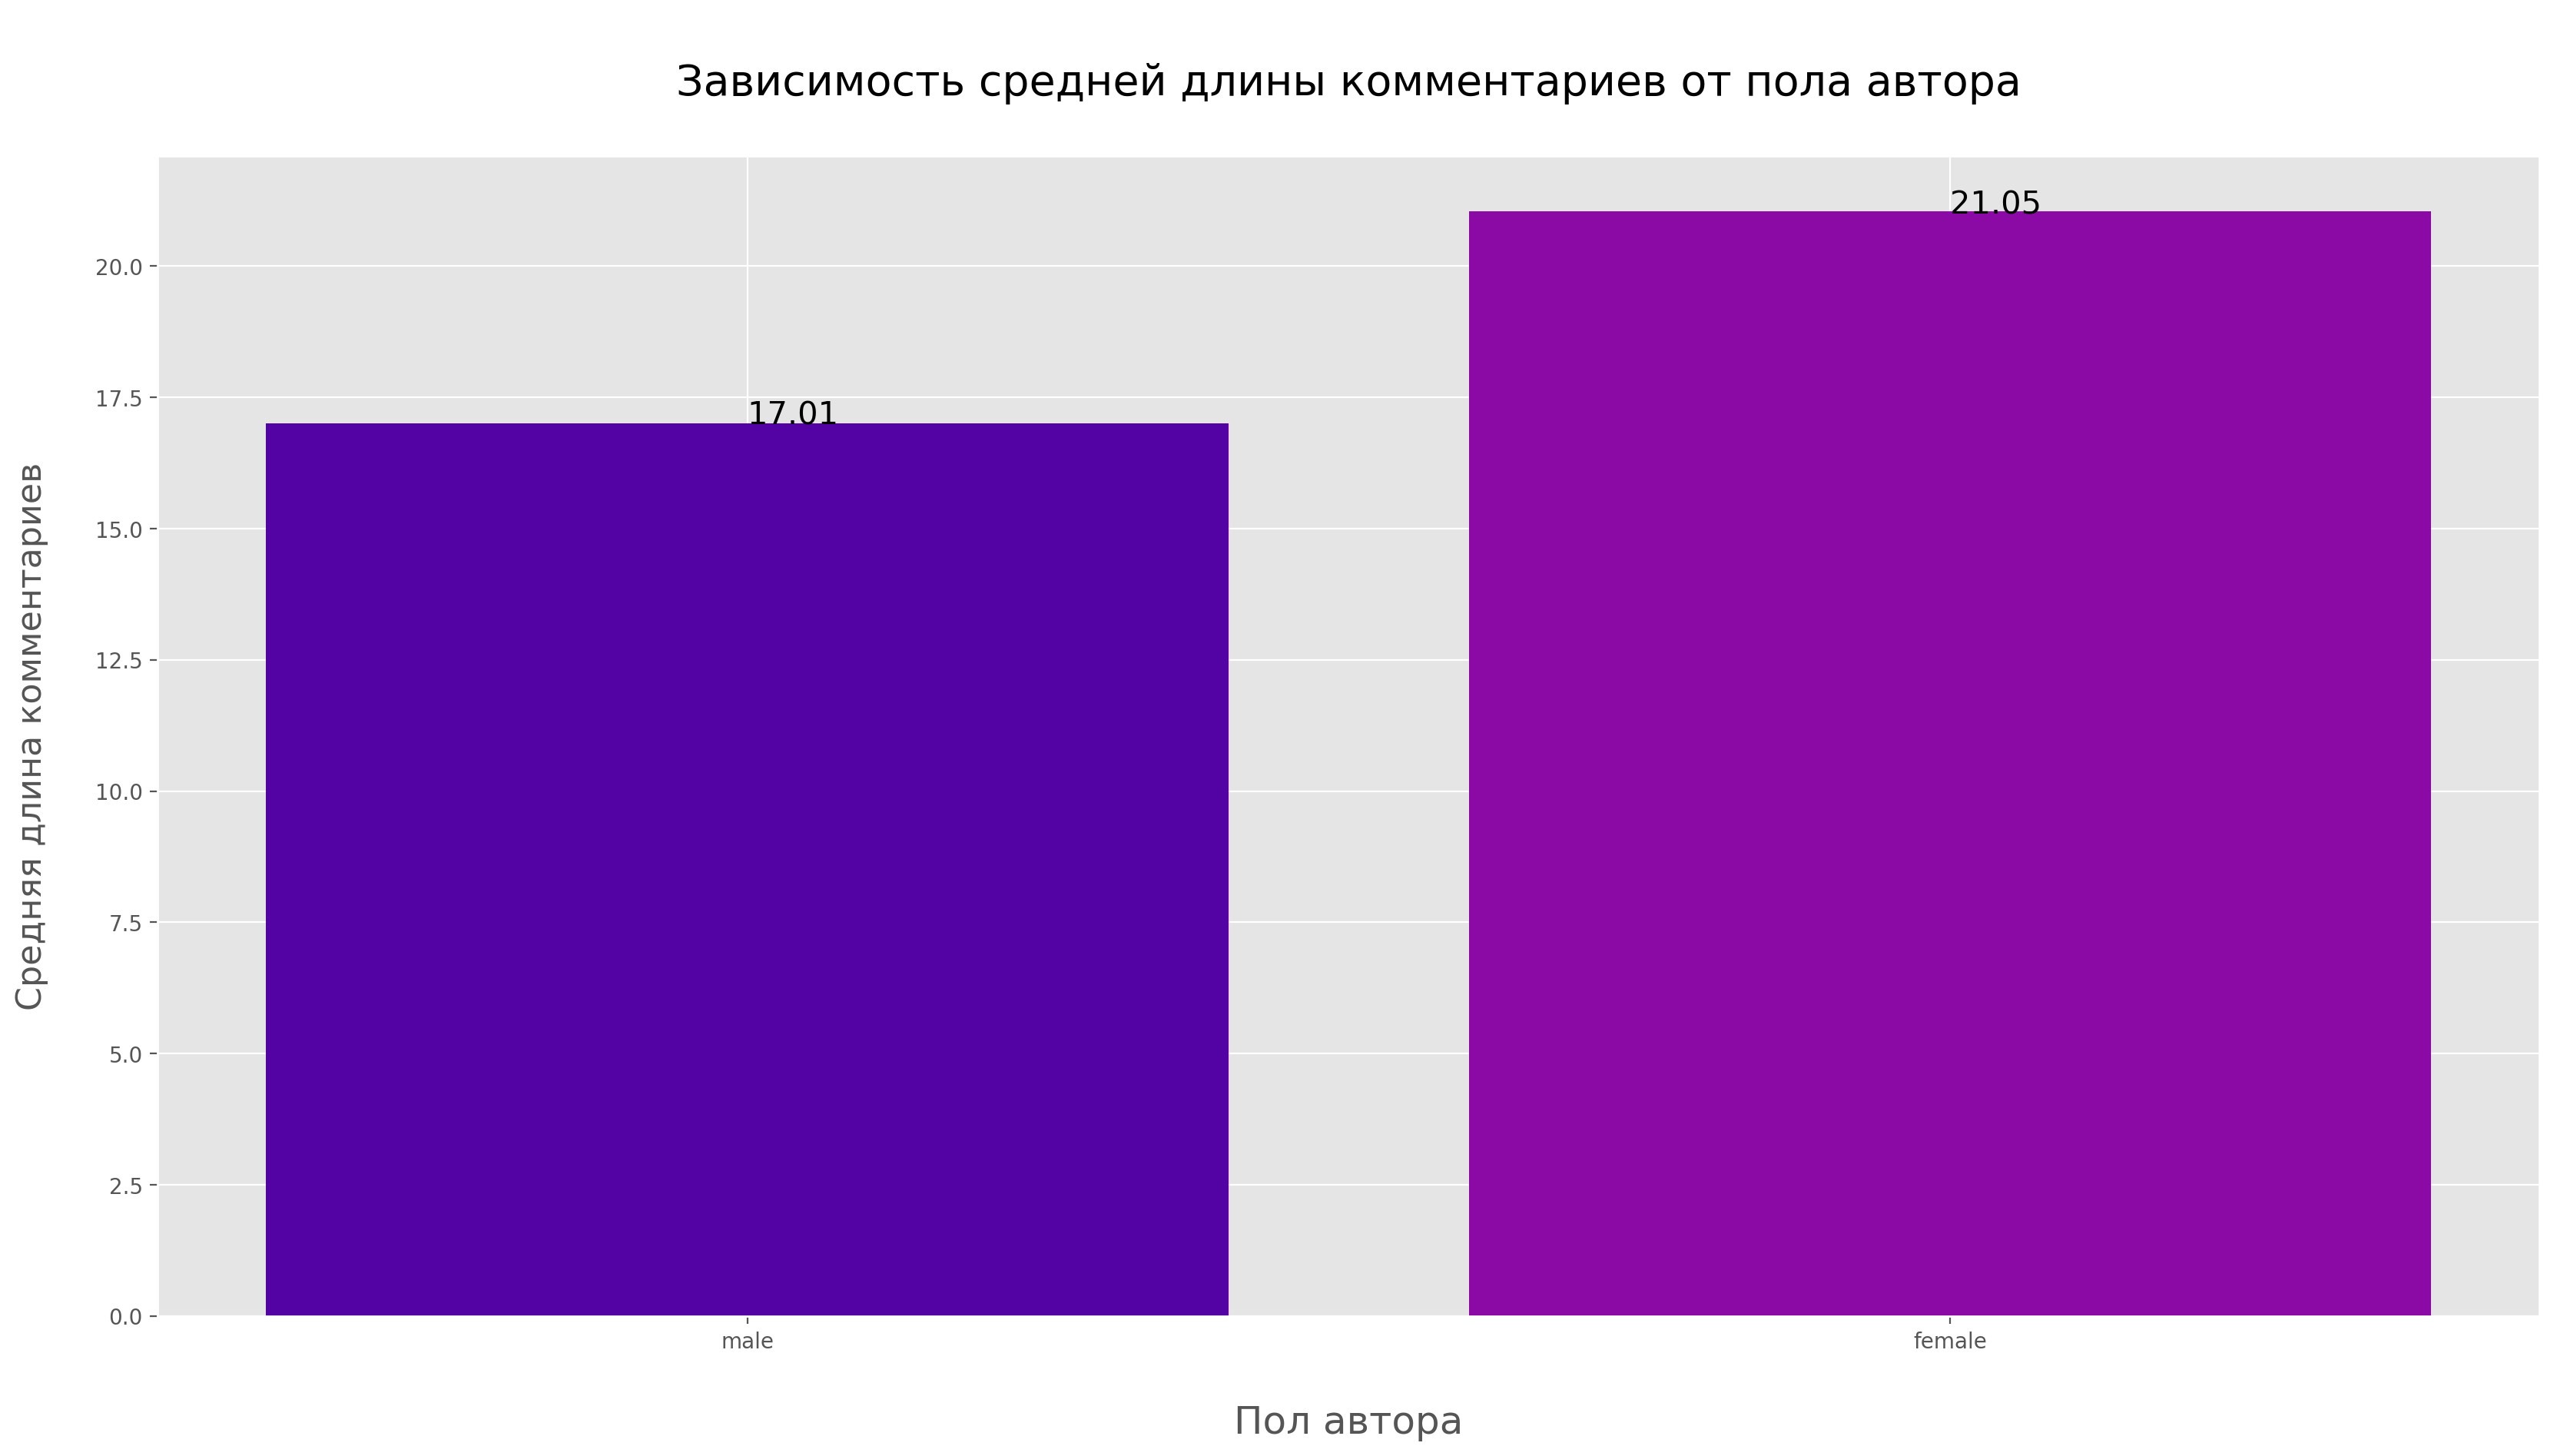 Зависимость средней длины комментариев от пола автора
21.05
17.01
20.0
17.5
15.0
12.5
10.0
7.5
5.0
2.5
0.0
Средняя длина комментариев
male
female
Пол автора